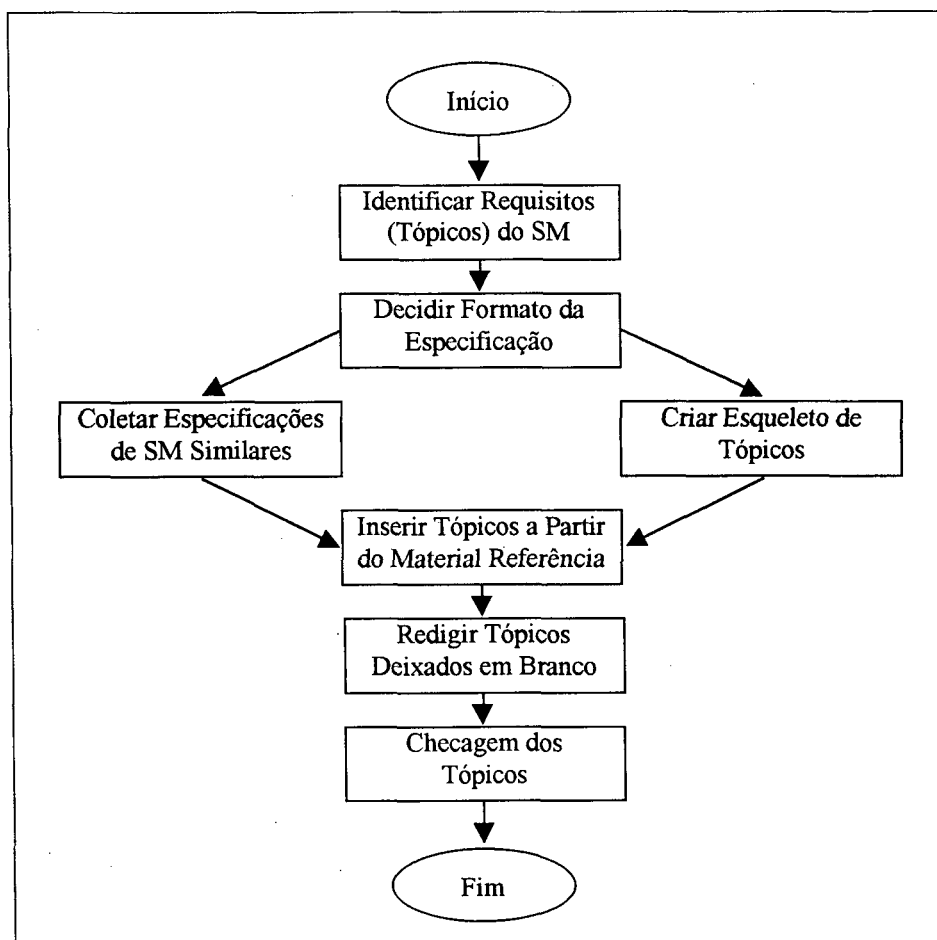 Início
Identificar Requisitos
(Tópicos) do SM
Decidir Formato da
Especificação
Coletar Especificações
de SM Similares
Criar Esqueleto de
Tópicos
Inserir Tópicos a Partir
do Material Referência
Redigir Tópicos
Deixados em Branco
Checagem dos
Tópicos
Fim